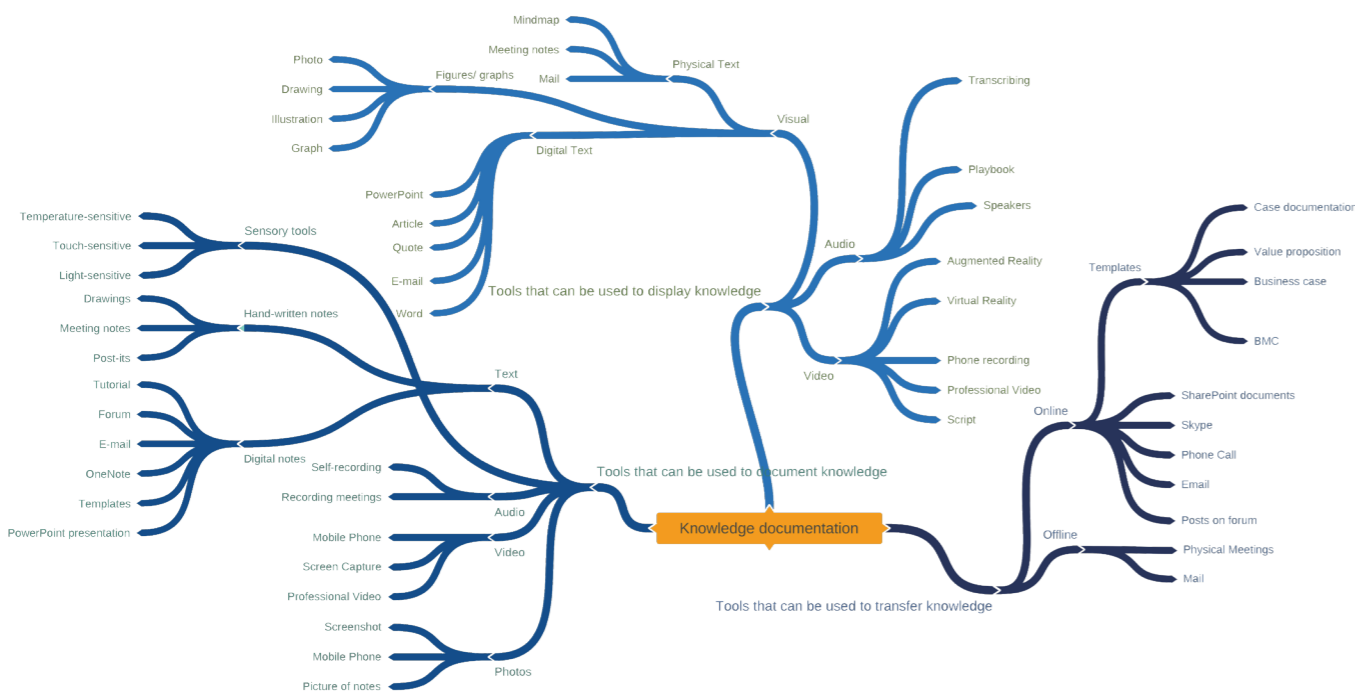 Mindmap
Meeting notes
Mail
Physical Text
Photo
Drawing
Illustration
Graph
Figures/ graphs
Visual
Digital Text
PowerPoint
Article
Quote
E-mail
Word
Tools that can be used to display knowledge
Transcribing
Playbook
Speakers
Audio
Augmented Reality
Virtual Reality
Phone recording
Professional Video
Script
Video
Temperature-sensitive
Touch-sensitive
Light-sensitive
Sensory tools
Drawings
Meeting notes
Post-its
Hand-written notes
Text
Tutorial
Forum
E-mail
OneNote
Templates
PowerPoint presentation
Digital notes
Self-recording
Recording meetings
Audio
Mobile Phone
Screen Capture
Professional Video
Video
Screenshot
Mobile Phone
Picture of notes
Photos
Tools that can be used to document knowledge
Knowledge documentation
Tools that can be used to transfer knowledge
Case documentation
Value proposition
Business case
BMC
Templates
Online
SharePoint documents
Skype
Phone Call
Email
Posts on forum
Offline
Physical Meetings
Mail